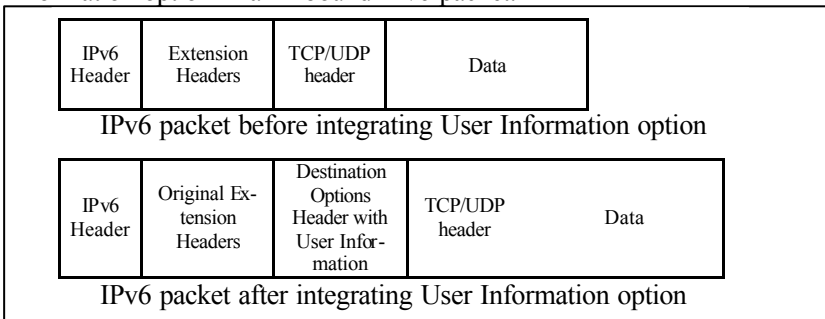 IPv6 Header
Extension Headers
TCP/UDP header
Data
IPv6 packet before integrating User Information option
IPv6 Header
Original Ex-
tension
Headers
Destination
Options
Header with
User Infor-
mation
TCP/UDP
header
Data
IPv6 packet after integrating User Information option